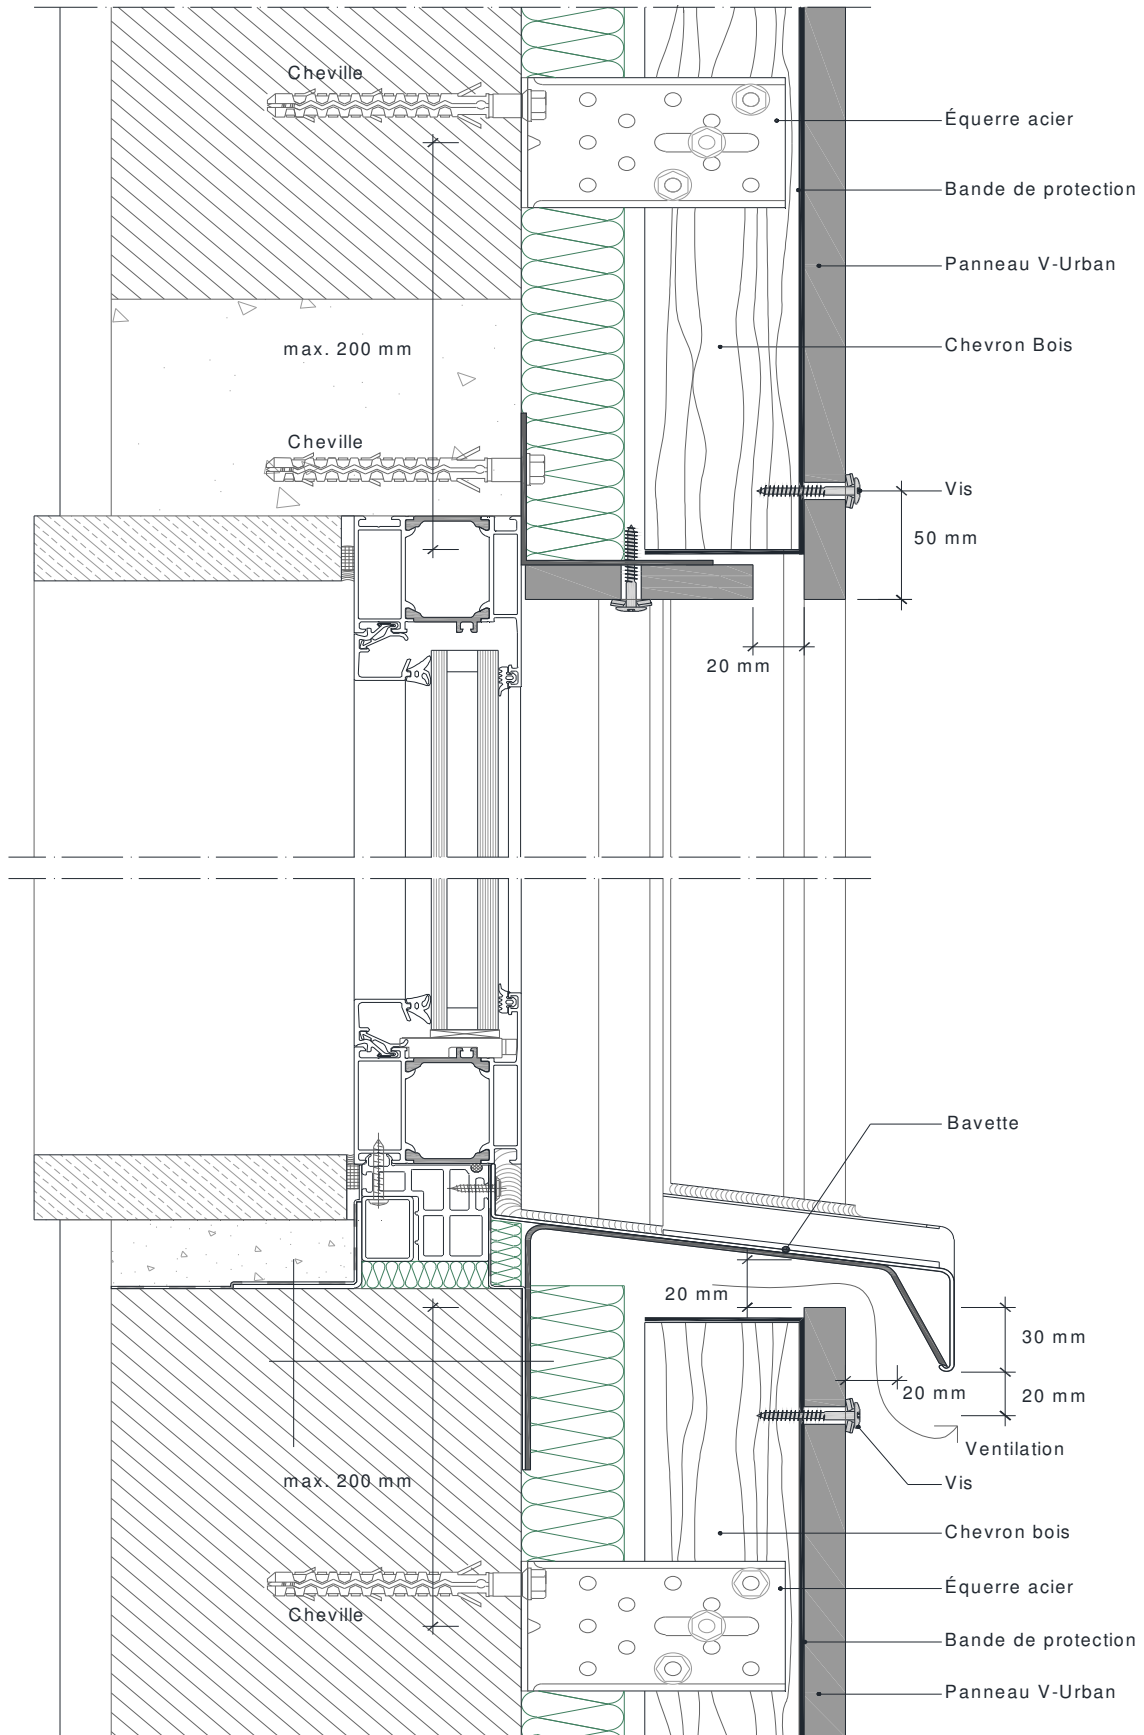 Cheville
Équerre acier
Bande de protection
Panneau V-Urban
Chevron Bois
max. 200 mm
Cheville
Vis
50 mm
20 mm
Bavette
20 mm
30 mm
20 mm
20 mm
Ventilation
Vis
max. 200 mm
Chevron bois
Équerre acier
Cheville
Bande de protection
Panneau V-Urban